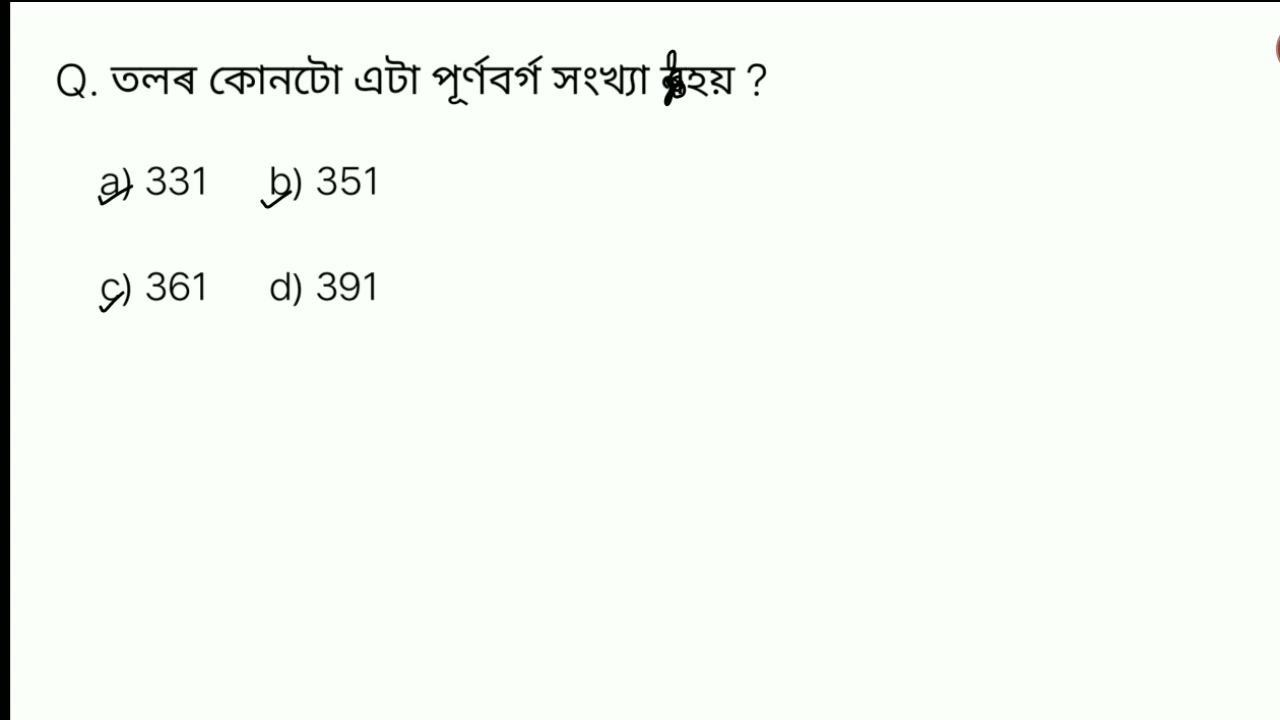 Q. তলৰ কোনটো এটা পূৰ্ণবৰ্গ সংখ্যা হয় ?
a) 331 b) 351
c) 361 d) 391